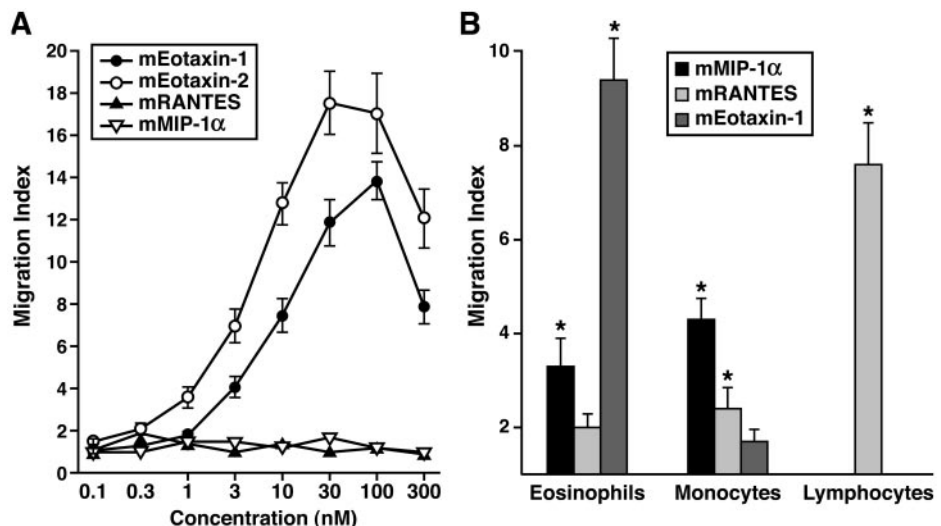 A
mEotaxin-1
mEotaxin-2
mRANTES
mMIP-1α
Migration Index
20
18
16
14
12
10
8
6
4
2
0
0.1 0.3 1 3 10 30 100 300
Concentration (nM)
B
mMIP-1α
mRANTES
mEotaxin-1
Migration Index
10
8
6
4
2
* * * * *
Eosinophils Monocytes Lymphocytes